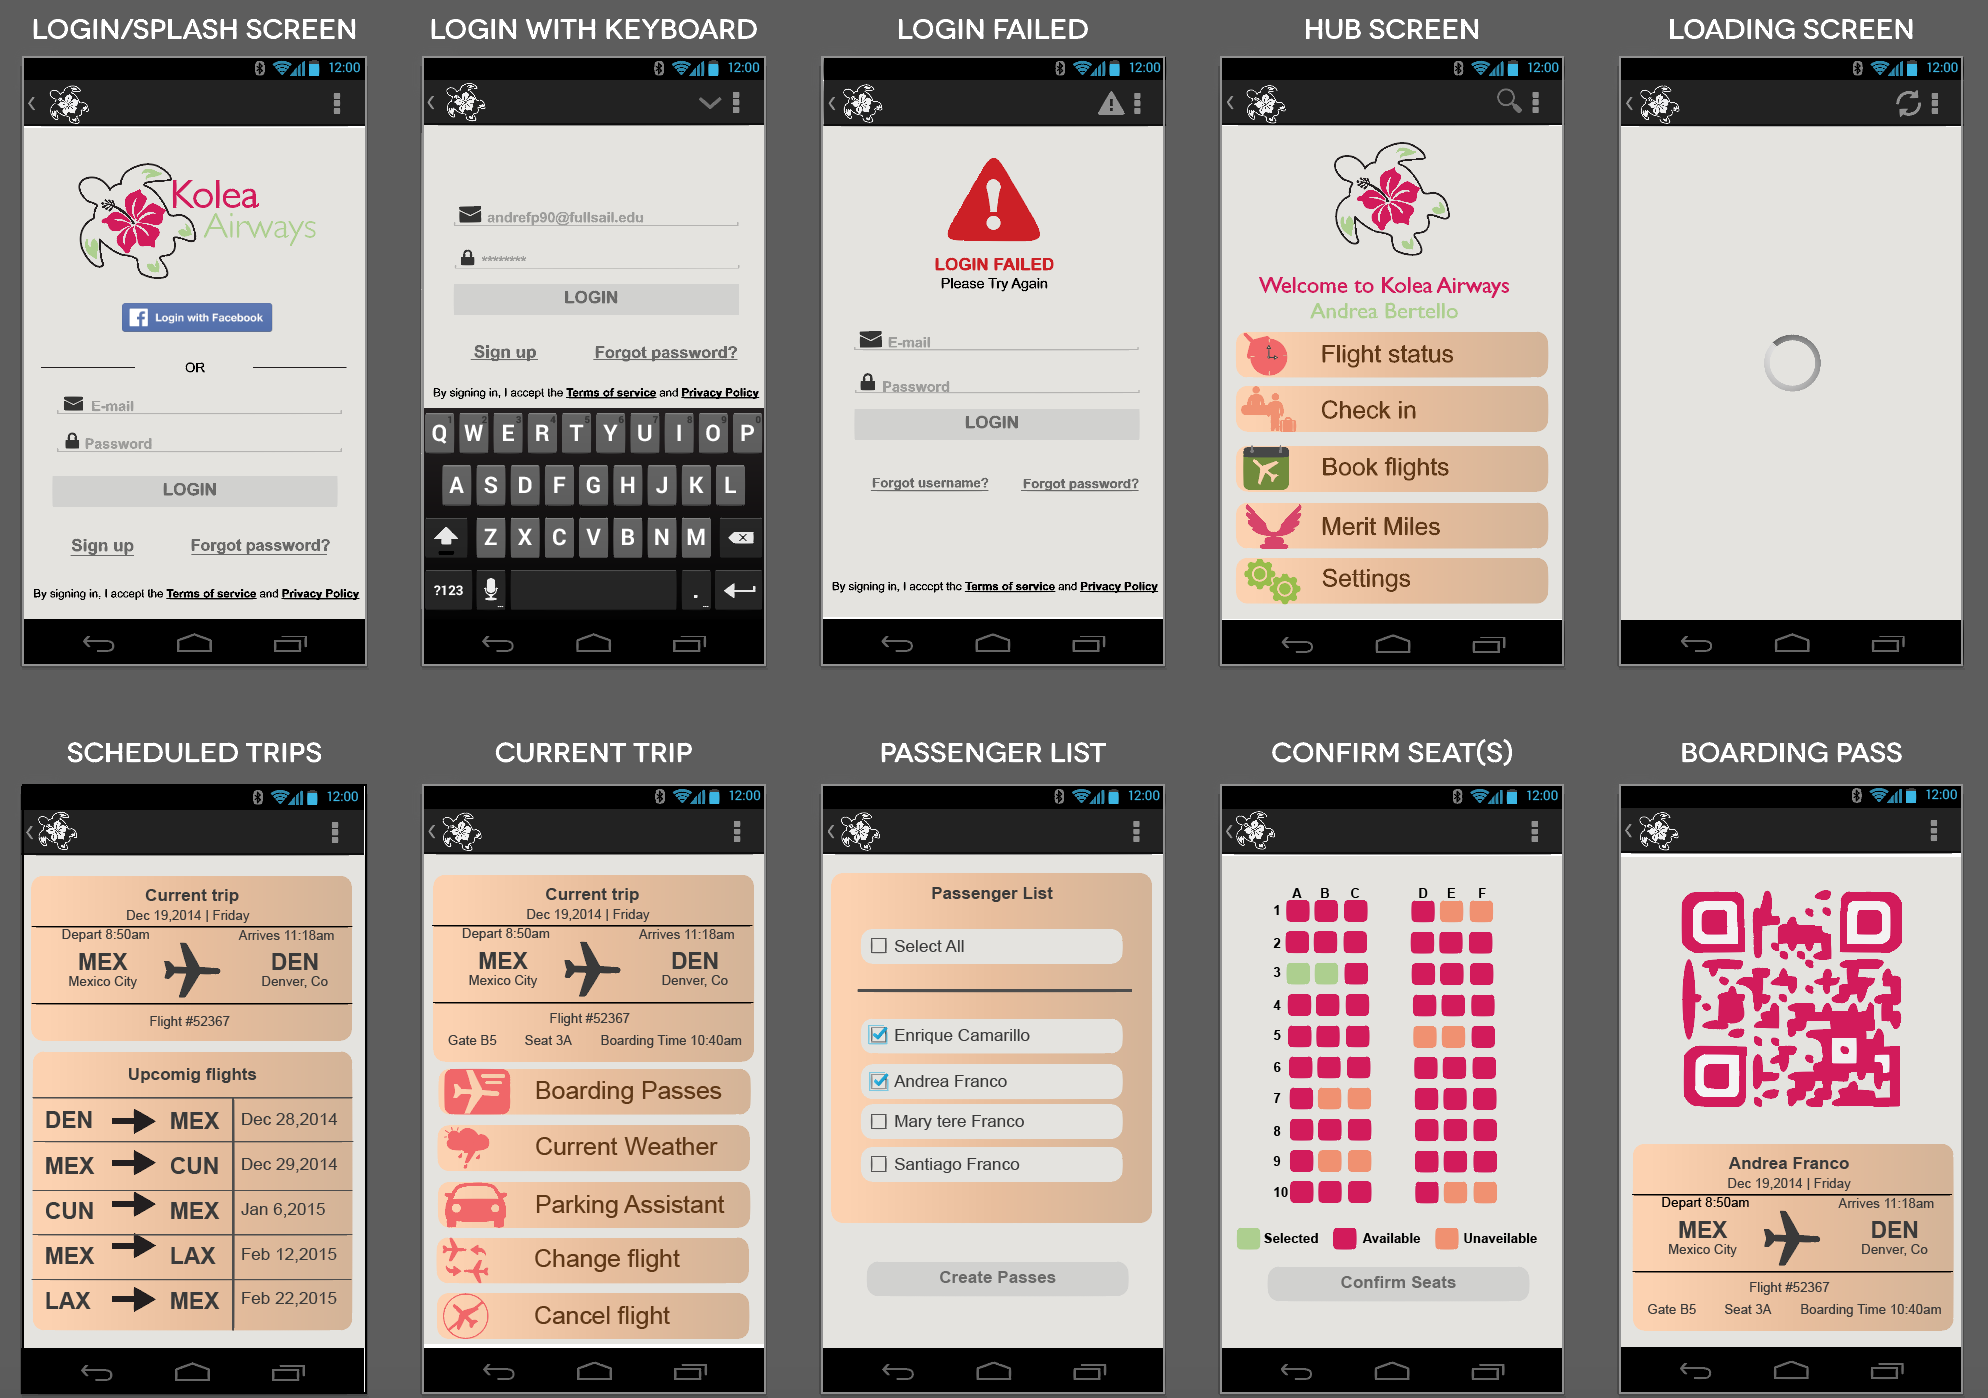 LOGIN/SPLASH SCREEN
12:00
Kolea
Airways
Login with Facebook
OR
E-mail
Password
LOGIN
Sign up Forgot password?
By signing in, I accept the Terms of service and Privacy Policy
LOGIN WITH KEYBOARD
12:00
andrefp90@fullsail.edu
********
LOGIN
Sign up Forgot password?
By signing in, I accept the Terms of service and Privacy Policy
Q1 W2 E3 R4 T5 Y6 U7 I8 O9 P0
A S D F G H J K L
Z X C V B N M
?123 ... . ...
LOGIN FAILED
12:00
LOGIN FAILED
Please Try Again
E-mail
Password
LOGIN
Forgot username? Forgot password?
By signing in, I accept the Terms of service and Privacy Policy
HUB SCREEN
12:00
Welcome to Kolea Airways
Andrea Bertello
Flight status
Check in
Book flights
Merit Miles
Settings
LOADING SCREEN
12:00
SCHEDULED TRIPS
12:00
Current trip
Dec 19,2014 | Friday
Depart 8:50am Arrives 11:18am
MEX DEN
Mexico City Denver, Co
Flight #52367
Upcomig flights
DEN MEX Dec 28,2014
MEX CUN Dec 29,2014
CUN MEX Jan 6,2015
MEX LAX Feb 12,2015
LAX MEX Feb 22,2015
CURRENT TRIP
12:00
Current trip
Dec 19,2014 | Friday
Depart 8:50am Arrives 11:18am
MEX DEN
Mexico City Denver, Co
Flight #52367
Gate B5 Seat 3A Boarding Time 10:40am
Boarding Passes
Current Weather
Parking Assistant
Change flight
Cancel flight
PASSENGER LIST
12:00
Passenger List
Select All
Enrique Camarillo
Andrea Franco
Mary tere Franco
Santiago Franco
Create Passes
CONFIRM SEAT(S)
12:00
A B C D E F
1
2
3
4
5
6
7
8
9
10
Selected Available Unaveilable
Confirm Seats
BOARDING PASS
12:00
Andrea Franco
Dec 19,2014 | Friday
Depart 8:50am Arrives 11:18am
MEX DEN
Mexico City Denver, Co
Flight #52367
Gate B5 Seat 3A Boarding Time 10:40am